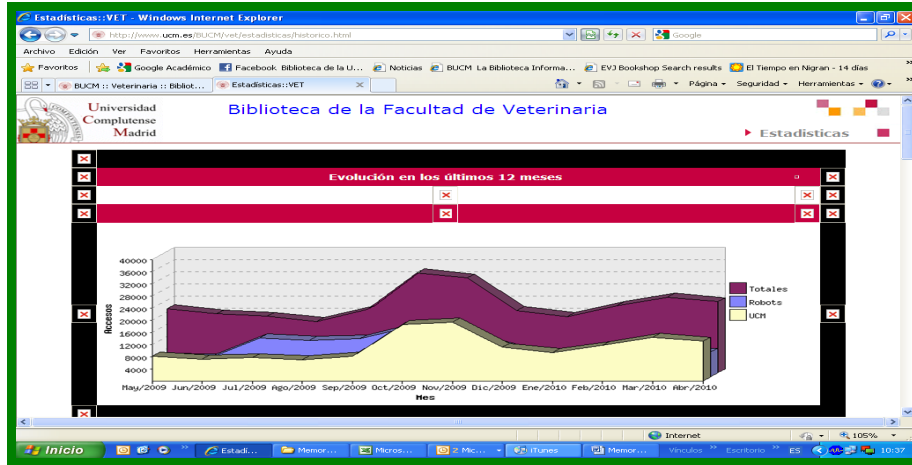 Estadísticas::VET - Windows Internet Explorer
http://www.ucm.es/BUCM/vet/estadisticas/historico.html
Google
Archivo Edición Ver Favoritos Herramientas Ayuda
Favoritos Google Académico Facebook Biblioteca de la U... Noticias BUCM La Biblioteca Informa... EVJ Bookshop Search results El Tiempo en Nigran - 14 días
BUCM :: Veterinaria :: Bibliot... Estadísticas::VET Página Seguridad Herramientas
Universidad
Complutense
Madrid
Biblioteca de la Facultad de Veterinaria
Estadisticas
Evolución en los últimos 12 meses
40000
36000
32000
28000
24000
20000
16000
12000
8000
4000
Accesos
Totales
Robots
UCM
May/2009 Jun/2009 Jul/2009 Ago/2009 Sep/2009 Oct/2009 Nov/2009 Dic/2009 Ene/2010 Feb/2010 Mar/2010 Abr/2010
Mes
Internet 105%
Inicio Estadí... Memor... Micros... 2 Mic... iTunes Memor... Vínculos Escritorio ES 10:37